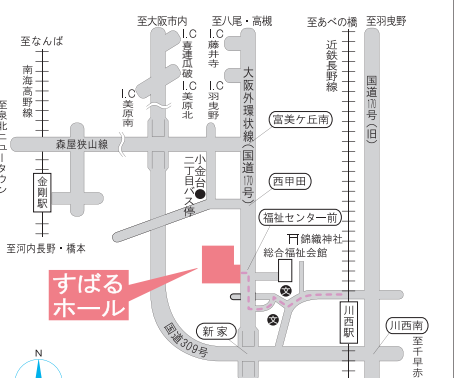 至大阪市内
至八尾・高槻
至あべの橋
至羽曳野
至なんば
南海高野線
喜連瓜破I.C
藤井寺I.C
美原南I.C
美原北I.C
羽曳野I.C
大阪外環状線(国道170号)
近鉄長野線
国道170号(旧)
至泉北ニュータウン
森屋狭山線
富美ケ丘南
金剛駅
小金台二丁目バス停
西甲田
福祉センター前
錦織神社
総合福祉会館
至河内長野・橋本
すばる
ホール
文
文
川西駅
新家
川西南
国道309号
至千早赤
N